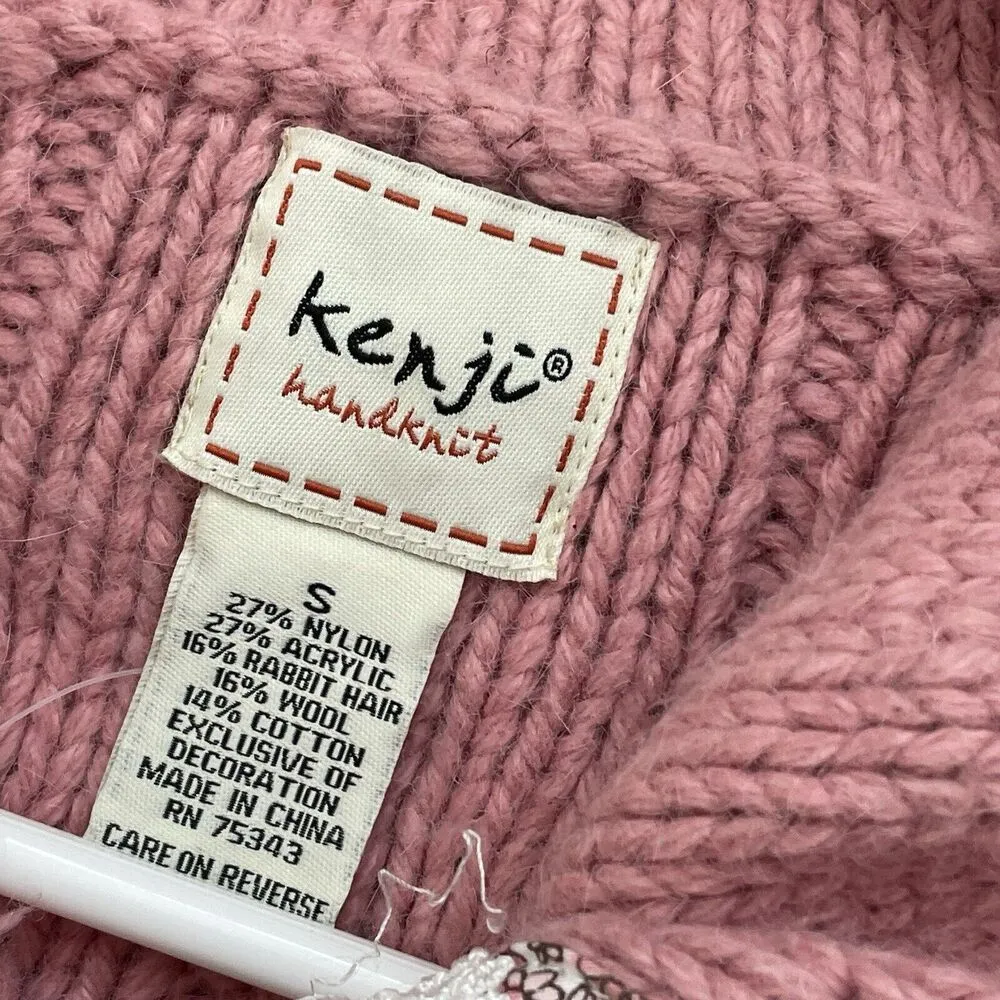 kenji®
handknit
S
27% NYLON
27% ACRYLIC
16% RABBIT HAIR
16% WOOL
14% COTTON
EXCLUSIVE OF
DECORATION
MADE IN CHINA
RN 75343
CARE ON REVERSE